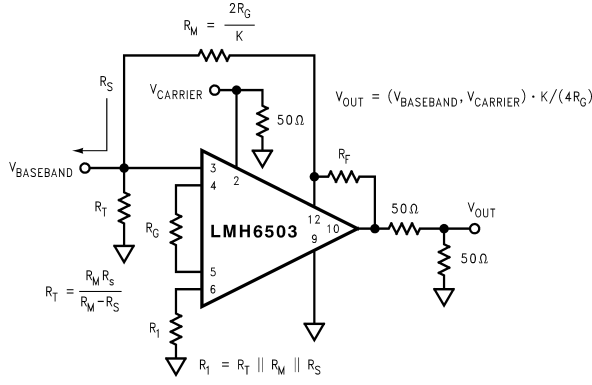 R_M = 2R_G / K
R_S
V_CARRIER
50Ω
V_OUT = (V_BASEBAND, V_CARRIER) · K/(4R_G)
V_BASEBAND
3
2
4
R_F
R_T
R_G
LMH6503
12
10
9
50Ω
V_OUT
50Ω
5
6
R_T = R_M R_S / R_M – R_S
R_1
R_1 = R_T || R_M || R_S